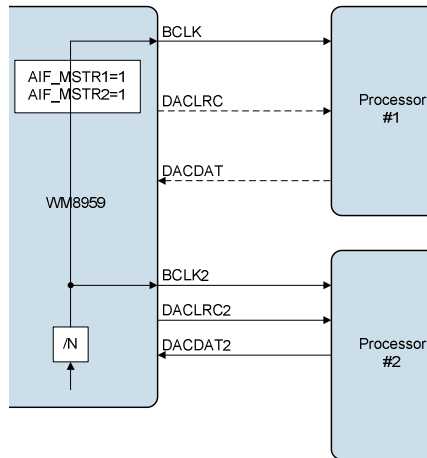 BCLK
AIF_MSTR1=1
AIF_MSTR2=1
DACLRC
Processor
#1
DACDAT
WM8959
BCLK2
DACLRC2
/N
DACDAT2
Processor
#2